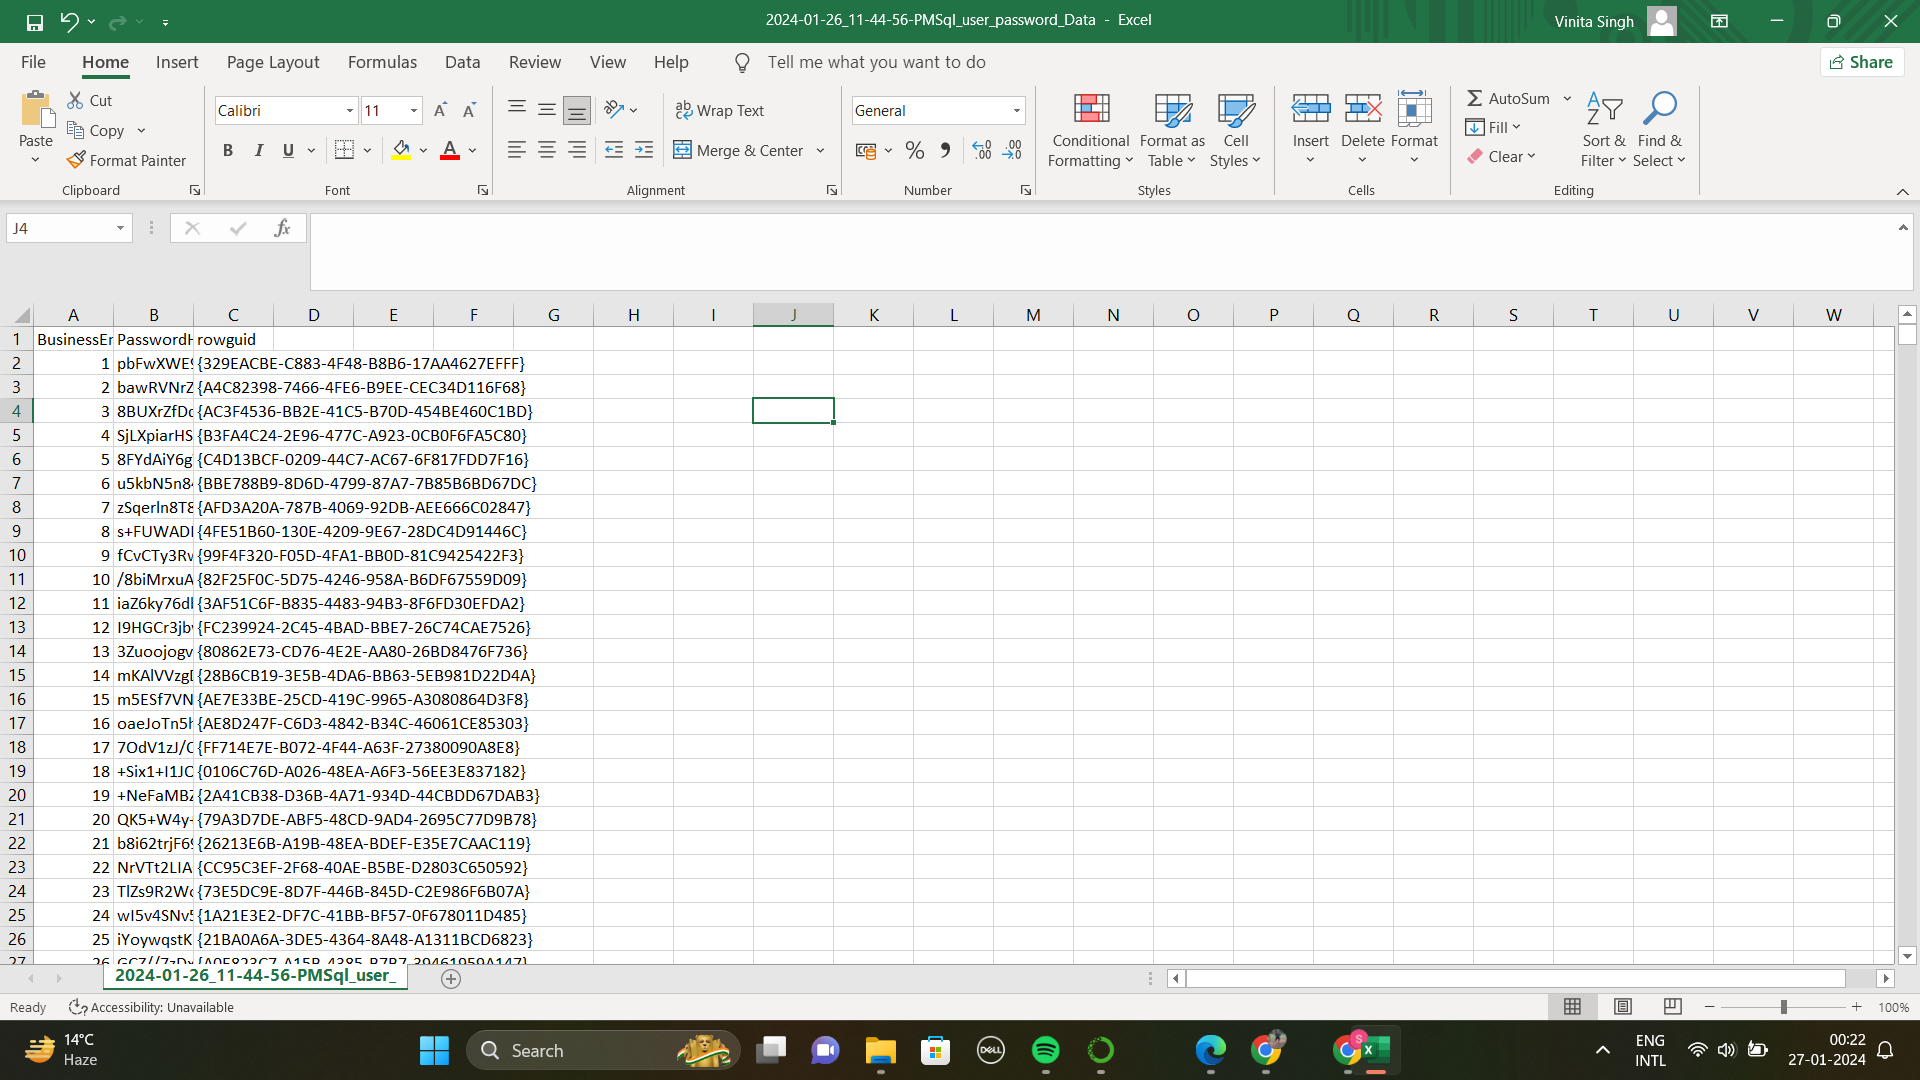 2024-01-26_11-44-56-PMSql_user_password_Data - Excel
Vinita Singh
File Home Insert Page Layout Formulas Data Review View Help Tell me what you want to do
Share
Paste
Cut
Copy
Format Painter
Clipboard
Calibri 11
B I U
Font
Wrap Text
Merge & Center
Alignment
General
Number
Conditional Formatting
Format as Table
Cell Styles
Styles
Insert Delete Format
Cells
AutoSum
Fill
Clear
Sort & Filter
Find & Select
Editing
J4
fx
A B C D E F G H I J K L M N O P Q R S T U V W
1 BusinessEn PasswordH rowguid
2 1 pbFwXWE9 {329EACBE-C883-4F48-B8B6-17AA4627EFFF}
3 2 bawRVNrZ {A4C82398-7466-4FE6-B9EE-CEC34D116F68}
4 3 8BUXrZfDc {AC3F4536-BB2E-41C5-B70D-454BE460C1BD}
5 4 SjLXpiarHS {B3FA4C24-2E96-477C-A923-0CB0F6FA5C80}
6 5 8FYdAiY6g {C4D13BCF-0209-44C7-AC67-6F817FDD7F16}
7 6 u5kbN5n84 {BBE788B9-8D6D-4799-87A7-7B85B6BD67DC}
8 7 zSqerln8T8 {AFD3A20A-787B-4069-92DB-AEE666C02847}
9 8 s+FUWADI {4FE51B60-130E-4209-9E67-28DC4D91446C}
10 9 fCvCTy3Rv {99F4F320-F05D-4FA1-BB0D-81C9425422F3}
11 10 /8biMrxuA {82F25F0C-5D75-4246-958A-B6DF67559D09}
12 11 iaZ6ky76dl {3AF51C6F-B835-4483-94B3-8F6FD30EFDA2}
13 12 I9HGCr3jb {FC239924-2C45-4BAD-BBE7-26C74CAE7526}
14 13 3Zuoojogv {80862E73-CD76-4E2E-AA80-26BD8476F736}
15 14 mKAlVVzg {28B6CB19-3E5B-4DA6-BB63-5EB981D22D4A}
16 15 m5ESf7VN {AE7E33BE-25CD-419C-9965-A3080864D3F8}
17 16 oaeJoTn5h {AE8D247F-C6D3-4842-B34C-46061CE85303}
18 17 7OdV1zJ/C {FF714E7E-B072-4F44-A63F-27380090A8E8}
19 18 +Six1+I1JC {0106C76D-A026-48EA-A6F3-56EE3E837182}
20 19 +NeFaMBZ {2A41CB38-D36B-4A71-934D-44CBDD67DAB3}
21 20 QK5+W4y+ {79A3D7DE-ABF5-48CD-9AD4-2695C77D9B78}
22 21 b8i62trjF69 {26213E6B-A19B-48EA-BDEF-E35E7CAAC119}
23 22 NrVTt2LIA {CC95C3EF-2F68-40AE-B5BE-D2803C650592}
24 23 TlZs9R2Wc {73E5DC9E-8D7F-446B-845D-C2E986F6B07A}
25 24 wI5v4SNv5 {1A21E3E2-DF7C-41BB-BF57-0F678011D485}
26 25 iYoywqstK {21BA0A6A-3DE5-4364-8A48-A1311BCD6823}
27 26
2024-01-26_11-44-56-PMSql_user_
Ready Accessibility: Unavailable
100%
14°C
Haze
Search
DELL
ENG
INTL
00:22
27-01-2024